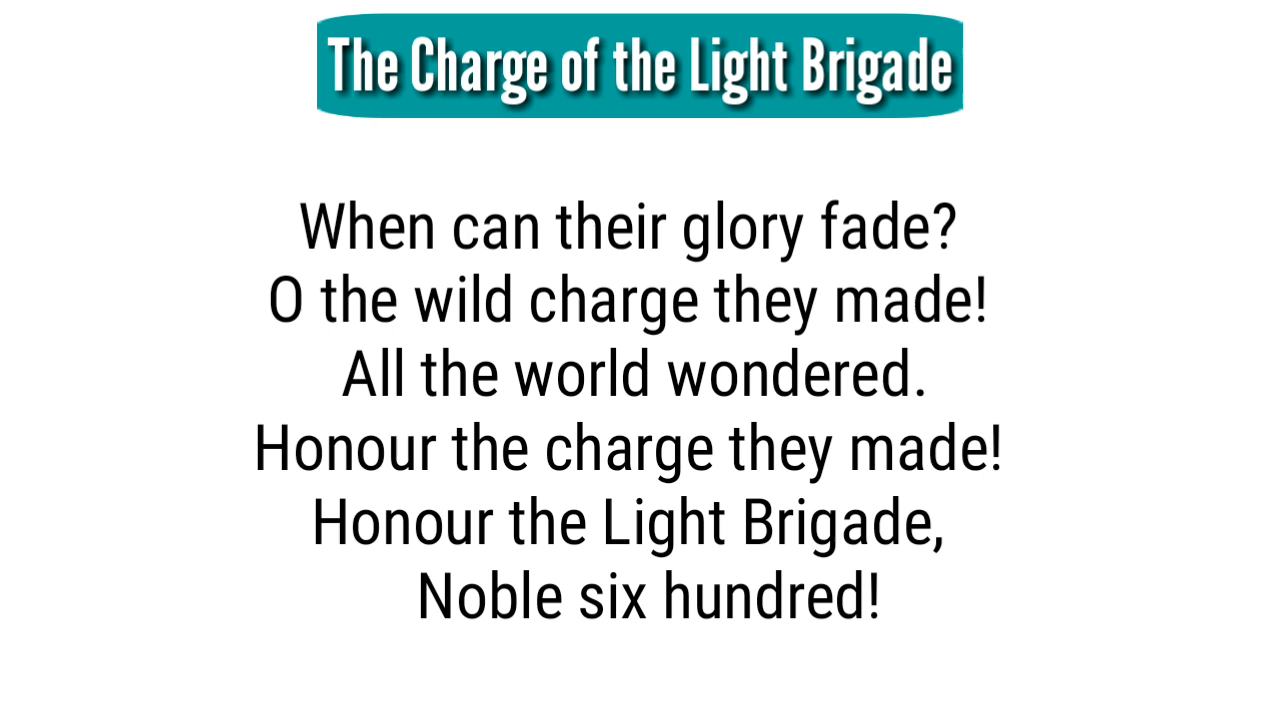 The Charge of the Light Brigade
When can their glory fade?
O the wild charge they made!
All the world wondered.
Honour the charge they made!
Honour the Light Brigade,
Noble six hundred!